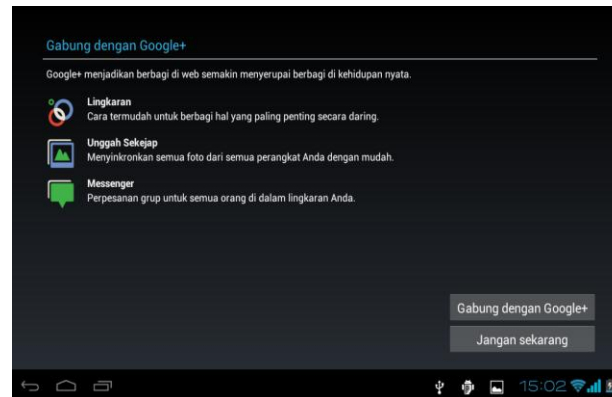 Gabung dengan Google+
Google+ menjadikan berbagi di web semakin menyerupai berbagi di kehidupan nyata.
Lingkaran
Cara termudah untuk berbagi hal yang paling penting secara daring.
Unggah Sekejap
Menyinkronkan semua foto dari semua perangkat Anda dengan mudah.
Messenger
Perpesanan grup untuk semua orang di dalam lingkaran Anda.
Gabung dengan Google+
Jangan sekarang
15:02